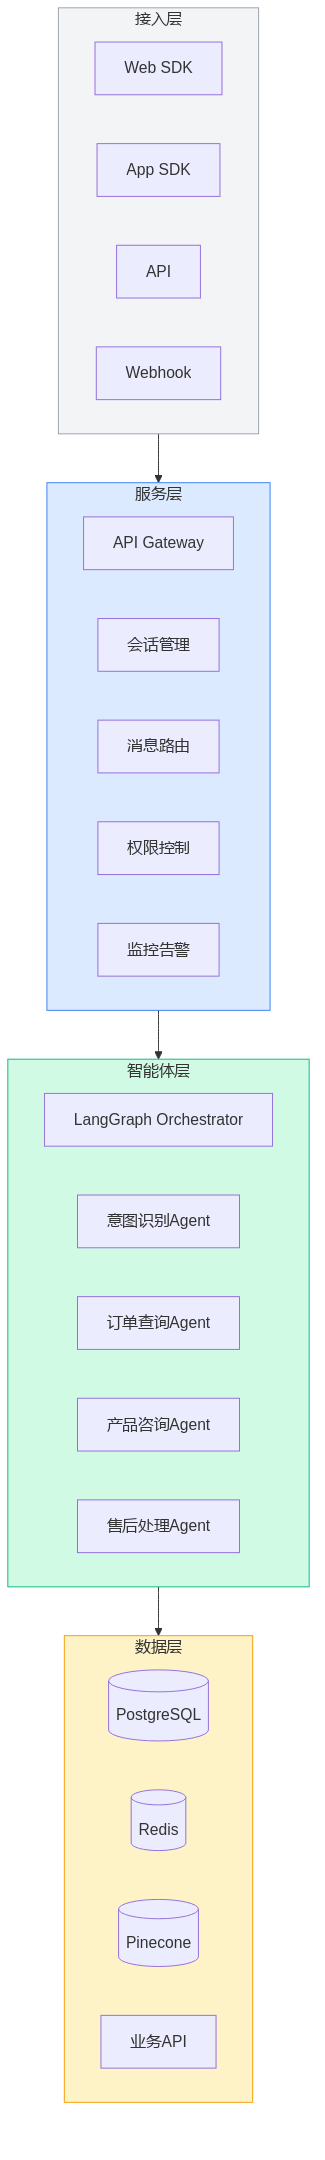 接入层
Web SDK
App SDK
API
Webhook
服务层
API Gateway
会话管理
消息路由
权限控制
监控告警
智能体层
LangGraph Orchestrator
意图识别Agent
订单查询Agent
产品咨询Agent
售后处理Agent
数据层
PostgreSQL
Redis
Pinecone
业务API